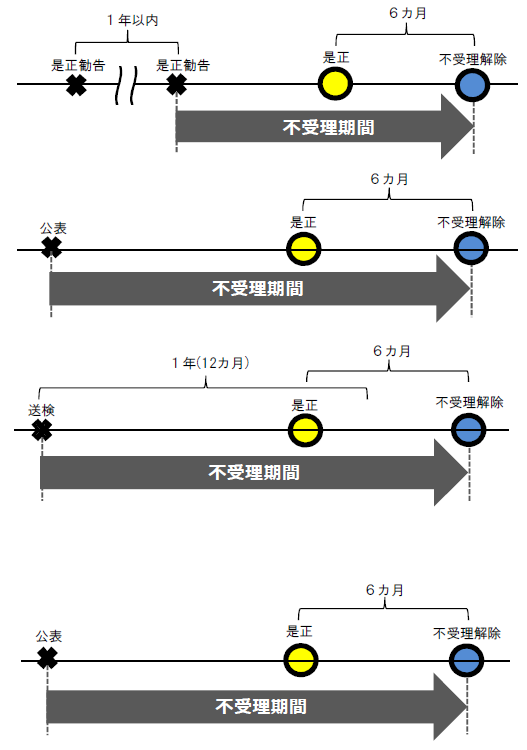 １年以内
６カ月
是正勧告
是正勧告
是正
不受理解除
不受理期間
６カ月
公表
是正
不受理解除
不受理期間
１年(12カ月)
６カ月
送検
是正
不受理解除
不受理期間
６カ月
公表
是正
不受理解除
不受理期間